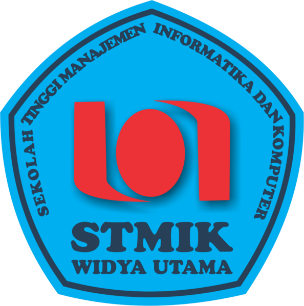 SEKOLAH TINGGI MANAJEMEN INFORMATIKA DAN KOMPUTER
STMIK
WIDYA UTAMA